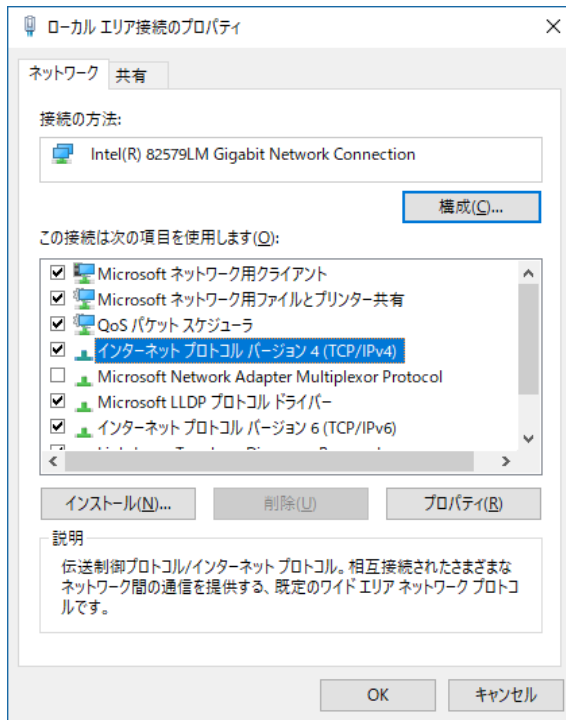 ローカル エリア接続のプロパティ
ネットワーク 共有
接続の方法:
Intel(R) 82579LM Gigabit Network Connection
構成(C)...
この接続は次の項目を使用します(O):
Microsoft ネットワーク用クライアント
Microsoft ネットワーク用ファイルとプリンター共有
QoS パケット スケジューラ
インターネット プロトコル バージョン 4 (TCP/IPv4)
Microsoft Network Adapter Multiplexor Protocol
Microsoft LLDP プロトコル ドライバー
インターネット プロトコル バージョン 6 (TCP/IPv6)
インストール(N)... 削除(U) プロパティ(R)
説明
伝送制御プロトコル/インターネット プロトコル。相互接続されたさまざまな
ネットワーク間の通信を提供する、既定のワイド エリア ネットワーク プロトコ
ルです。
OK キャンセル